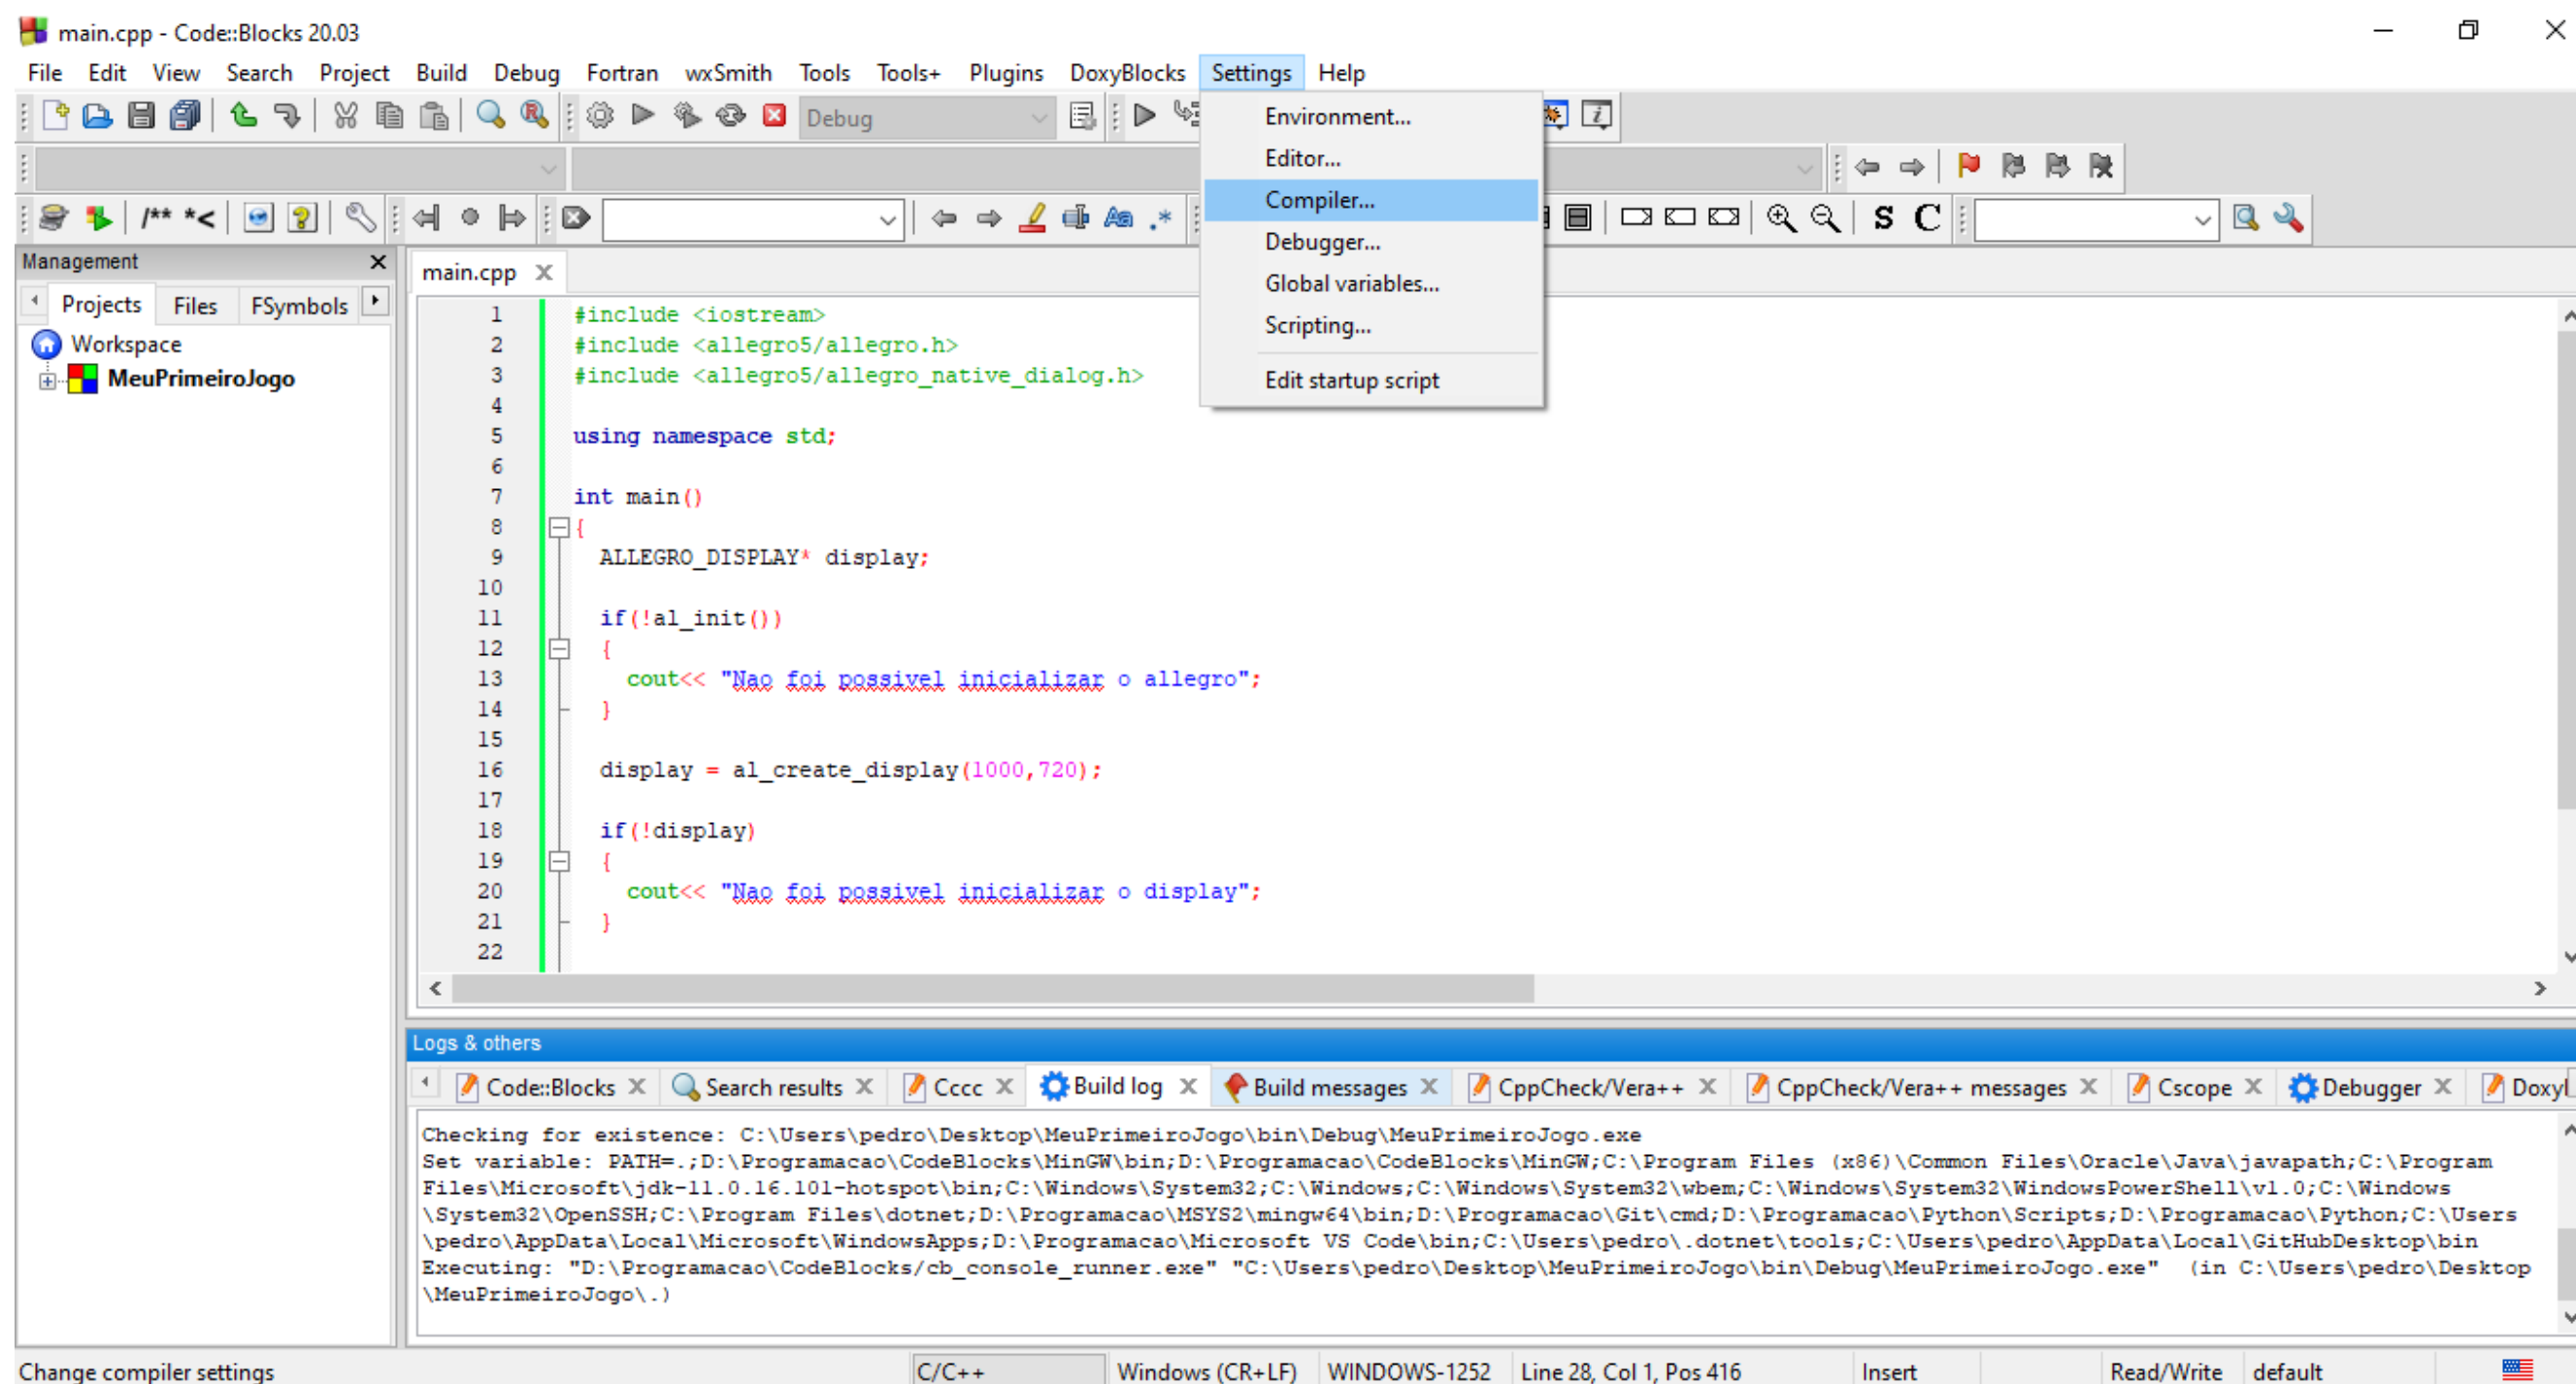 main.cpp - Code::Blocks 20.03
File Edit View Search Project Build Debug Fortran wxSmith Tools Tools+ Plugins DoxyBlocks Settings Help
Debug
Environment...
Editor...
Compiler...
Debugger...
Global variables...
Scripting...
Edit startup script
/** *<
S C
Management
Projects Files FSymbols
Workspace
MeuPrimeiroJogo
main.cpp
1 #include <iostream>
2 #include <allegro5/allegro.h>
3 #include <allegro5/allegro_native_dialog.h>
4
5 using namespace std;
6
7 int main()
8 {
9 ALLEGRO_DISPLAY* display;
10
11 if(!al_init())
12 {
13 cout<< "Nao foi possivel inicializar o allegro";
14 }
15
16 display = al_create_display(1000,720);
17
18 if(!display)
19 {
20 cout<< "Nao foi possivel inicializar o display";
21 }
22
Logs & others
Code::Blocks Search results Cccc Build log Build messages CppCheck/Vera++ CppCheck/Vera++ messages Cscope Debugger
Checking for existence: C:\Users\pedro\Desktop\MeuPrimeiroJogo\bin\Debug\MeuPrimeiroJogo.exe
Set variable: PATH=.;D:\Programacao\CodeBlocks\MinGW\bin;D:\Programacao\CodeBlocks\MinGW;C:\Program Files (x86)\Common Files\Oracle\Java\javapath;C:\Program
Files\Microsoft\jdk-11.0.16.101-hotspot\bin;C:\Windows\System32;C:\Windows;C:\Windows\System32\wbem;C:\Windows\System32\WindowsPowerShell\v1.0;C:\Windows
\System32\OpenSSH;C:\Program Files\dotnet;D:\Programacao\MSYS2\mingw64\bin;D:\Programacao\Git\cmd;D:\Programacao\Python\Scripts;D:\Programacao\Python;C:\Users
\pedro\AppData\Local\Microsoft\WindowsApps;D:\Programacao\Microsoft VS Code\bin;C:\Users\pedro\.dotnet\tools;C:\Users\pedro\AppData\Local\GitHubDesktop\bin
Executing: "D:\Programacao\CodeBlocks/cb_console_runner.exe" "C:\Users\pedro\Desktop\MeuPrimeiroJogo\bin\Debug\MeuPrimeiroJogo.exe" (in C:\Users\pedro\Desktop
\MeuPrimeiroJogo\.)
Change compiler settings C/C++ Windows (CR+LF) WINDOWS-1252 Line 28, Col 1, Pos 416 Insert Read/Write default